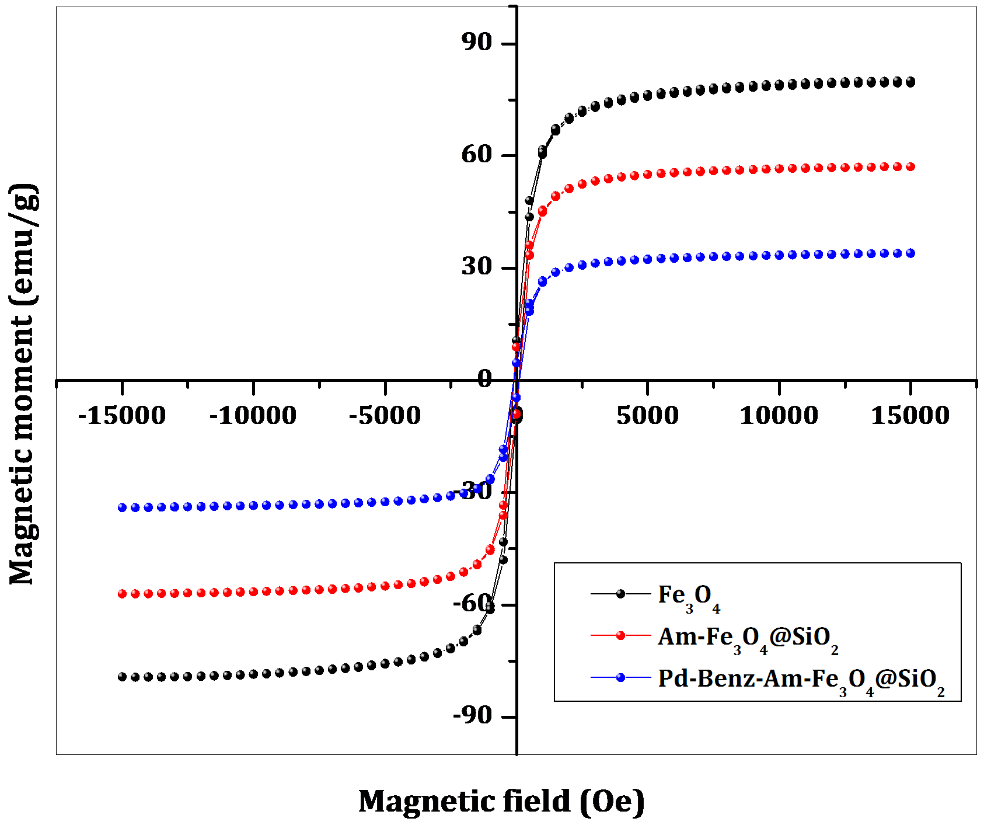 90
60
30
0
-15000 -10000 -5000 5000 10000 15000
-30
-60
-90
Magnetic moment (emu/g)
Fe₃O₄
Am-Fe₃O₄@SiO₂
Pd-Benz-Am-Fe₃O₄@SiO₂
Magnetic field (Oe)